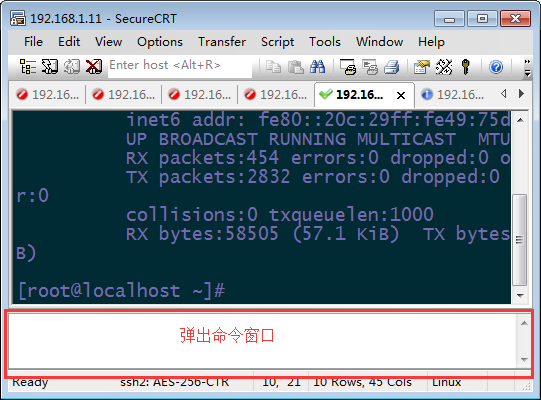 192.168.1.11 - SecureCRT
File Edit View Options Transfer Script Tools Window Help
Enter host <Alt+R>
192.16... 192.16... 192.16... 192.16... 192.16... 192.16...
inet6 addr: fe80::20c:29ff:fe49:75d
UP BROADCAST RUNNING MULTICAST MTU
RX packets:454 errors:0 dropped:0 o
TX packets:2832 errors:0 dropped:0
r:0
collisions:0 txqueuelen:1000
RX bytes:58505 (57.1 KiB) TX bytes
B)
[root@localhost ~]#
弹出命令窗口
Ready ssh2: AES-256-CTR 10, 21 10 Rows, 45 Cols Linux